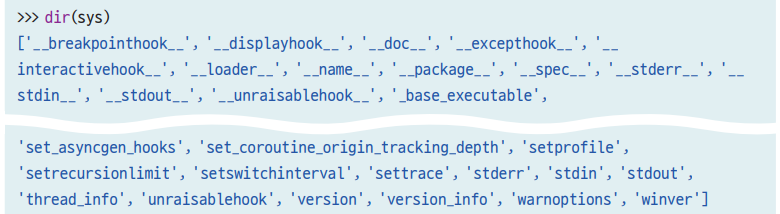 >>> dir(sys)
['__breakpointhook__', '__displayhook__', '__doc__', '__excepthook__', '__
interactivehook__', '__loader__', '__name__', '__package__', '__spec__', '__stderr__', '__
stdin__', '__stdout__', '__unraisablehook__', '_base_executable',
'set_asyncgen_hooks', 'set_coroutine_origin_tracking_depth', 'setprofile',
'setrecursionlimit', 'setswitchinterval', 'settrace', 'stderr', 'stdin', 'stdout',
'thread_info', 'unraisablehook', 'version', 'version_info', 'warnoptions', 'winver']